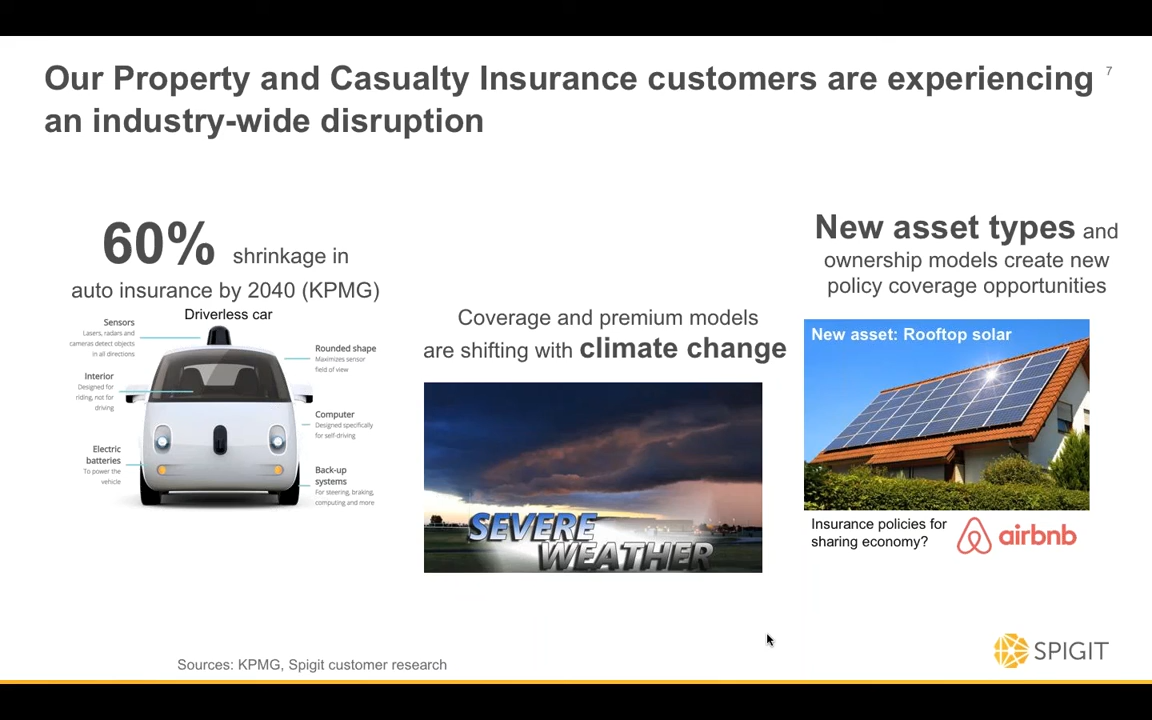 Our Property and Casualty Insurance customers are experiencing
an industry-wide disruption
7
60% shrinkage in
auto insurance by 2040 (KPMG)
Driverless car
Sensors
Lasers, radars and
cameras detect objects
in all directions
Interior
Designed for
riding, not for
driving
Electric
batteries
To power the
vehicle
Rounded shape
Maximizes sensor
field of view
Computer
Designed specifically
for self-driving
Back-up
systems
For steering, braking,
computing and more
Coverage and premium models
are shifting with climate change
SEVERE
WEATHER
New asset types and
ownership models create new
policy coverage opportunities
New asset: Rooftop solar
Insurance policies for
sharing economy?
airbnb
Sources: KPMG, Spigit customer research
SPIGIT